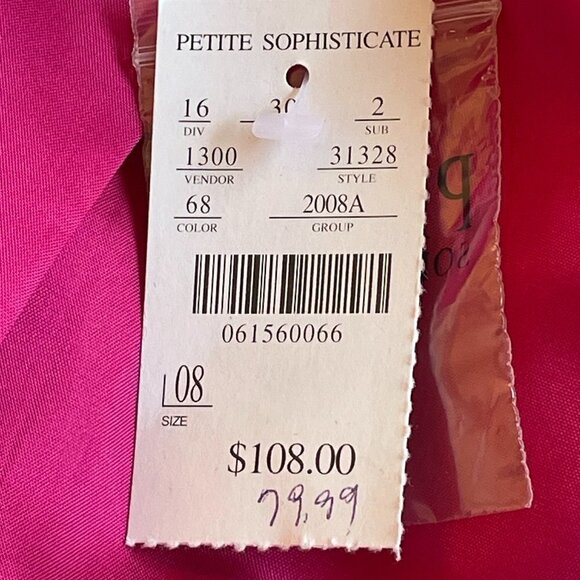 PETITE SOPHISTICATE
16 30 2
DIV SUB
1300 31328
VENDOR STYLE
68 2008A
COLOR GROUP
061560066
08
SIZE
$108.00
79.99